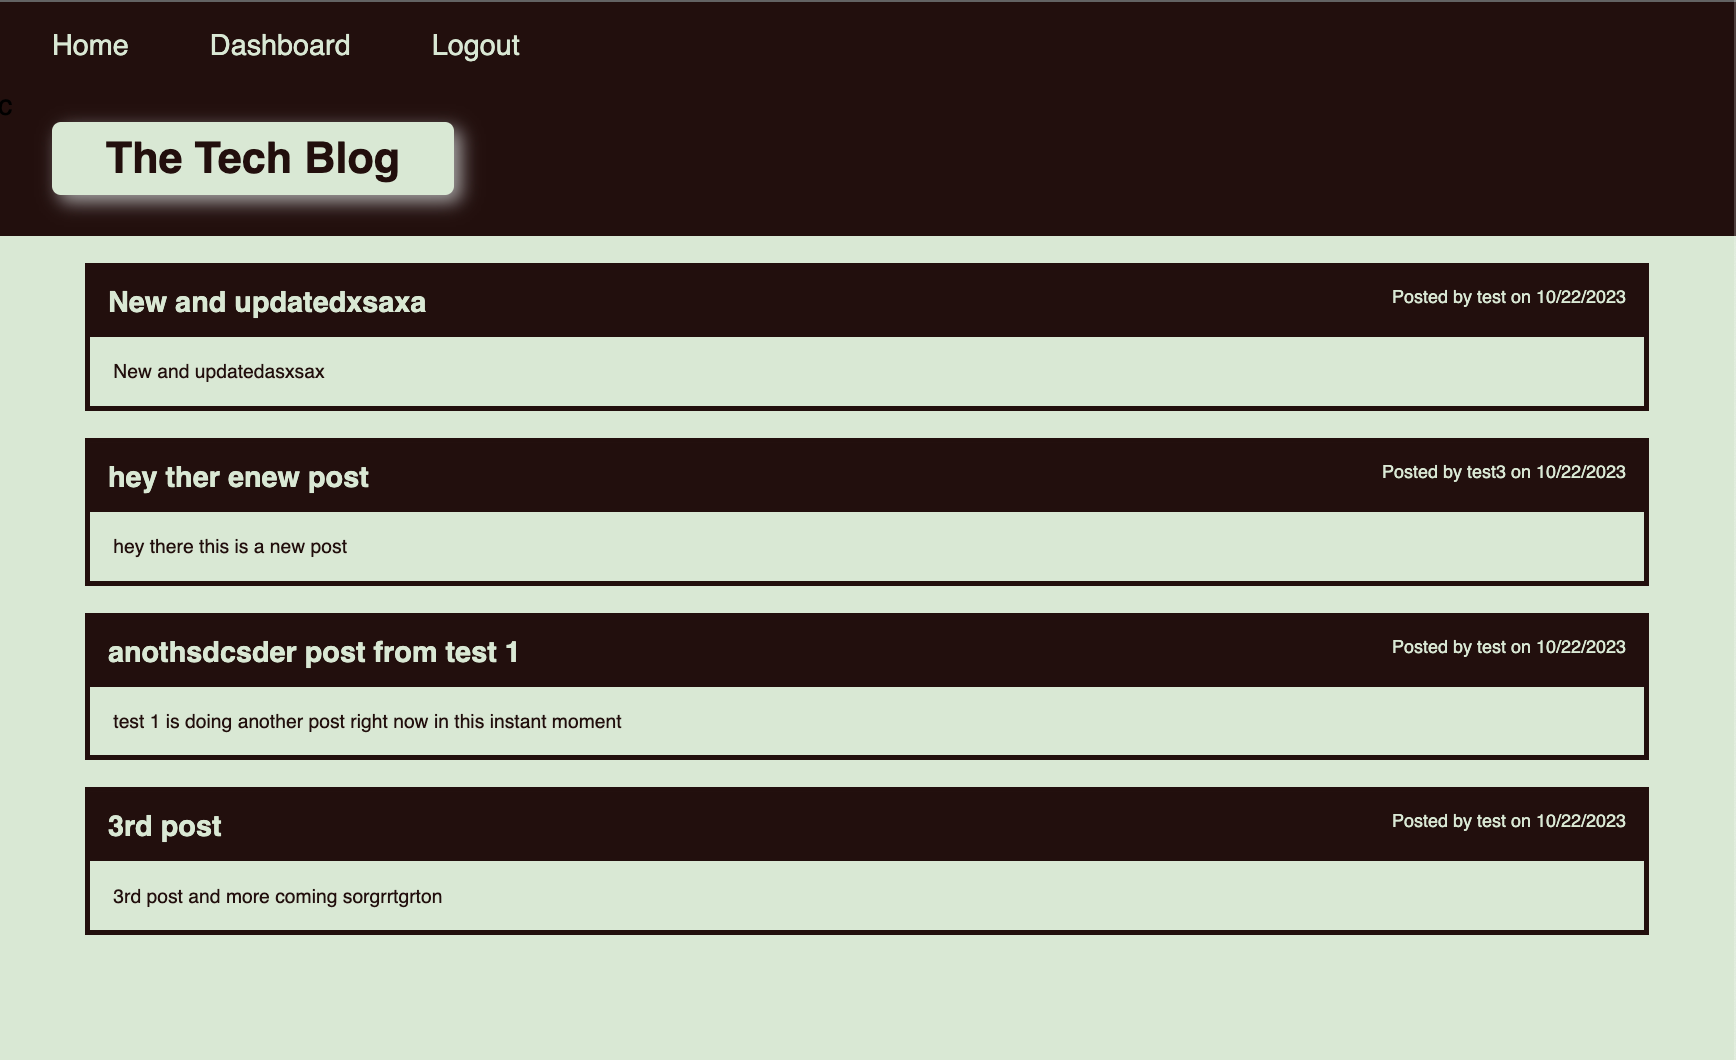 Home Dashboard Logout
c
The Tech Blog
New and updatedxsaxa Posted by test on 10/22/2023
New and updatedasxsax
hey ther enew post Posted by test3 on 10/22/2023
hey there this is a new post
anothsdcsder post from test 1 Posted by test on 10/22/2023
test 1 is doing another post right now in this instant moment
3rd post Posted by test on 10/22/2023
3rd post and more coming sorgrrtgrton